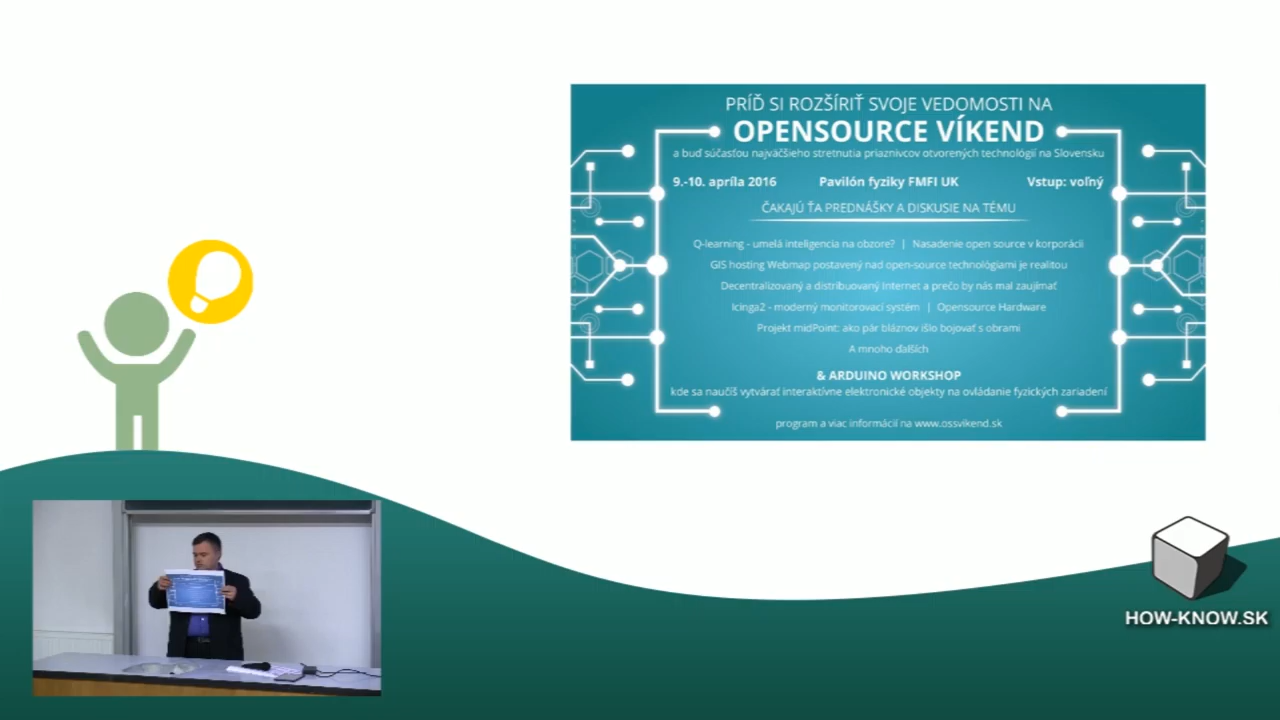 PRÍĎ SI ROZŠÍRIŤ SVOJE VEDOMOSTI NA
OPENSOURCE VÍKEND
a buď súčasťou najväčšieho stretnutia priaznivcov otvorených technológií na Slovensku
9.-10. apríla 2016 Pavilón fyziky FMFI UK Vstup: voľný
ČAKAJÚ ŤA PREDNÁŠKY A DISKUSIE NA TÉMU
Q-learning - umelá inteligencia na obzore? | Nasadenie open source v korporácii
GIS hosting Webmap postavený nad open-source technológiami je realitou
Decentralizovaný a distribuovaný Internet a prečo by nás mal zaujímať
Icinga2 - moderný monitorovací systém | Opensource Hardware
Projekt midPoint: ako pár bláznov išlo bojovať s obrami
A mnoho ďalších
& ARDUINO WORKSHOP
kde sa naučíš vytvárať interaktívne elektronické objekty na ovládanie fyzických zariadení
program a viac informácií na www.ossvikend.sk
HOW-KNOW.SK